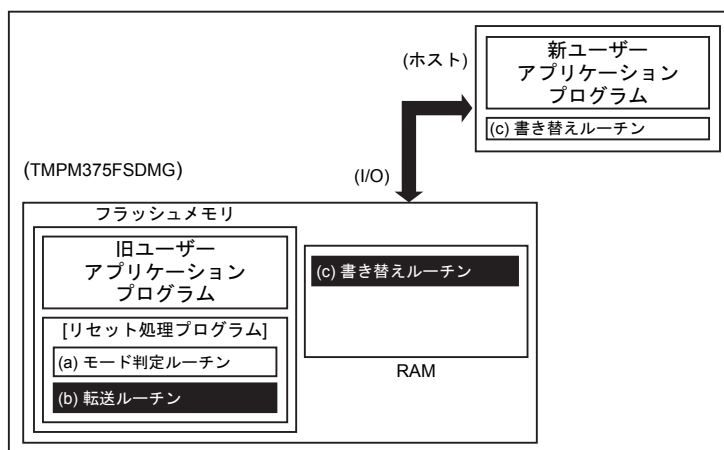 (ホスト)
新ユーザー
アプリケーション
プログラム
(c) 書き替えルーチン
(TMPM375FSDMG)
(I/O)
フラッシュメモリ
旧ユーザー
アプリケーション
プログラム
[リセット処理プログラム]
(a) モード判定ルーチン
(b) 転送ルーチン
(c) 書き替えルーチン
RAM